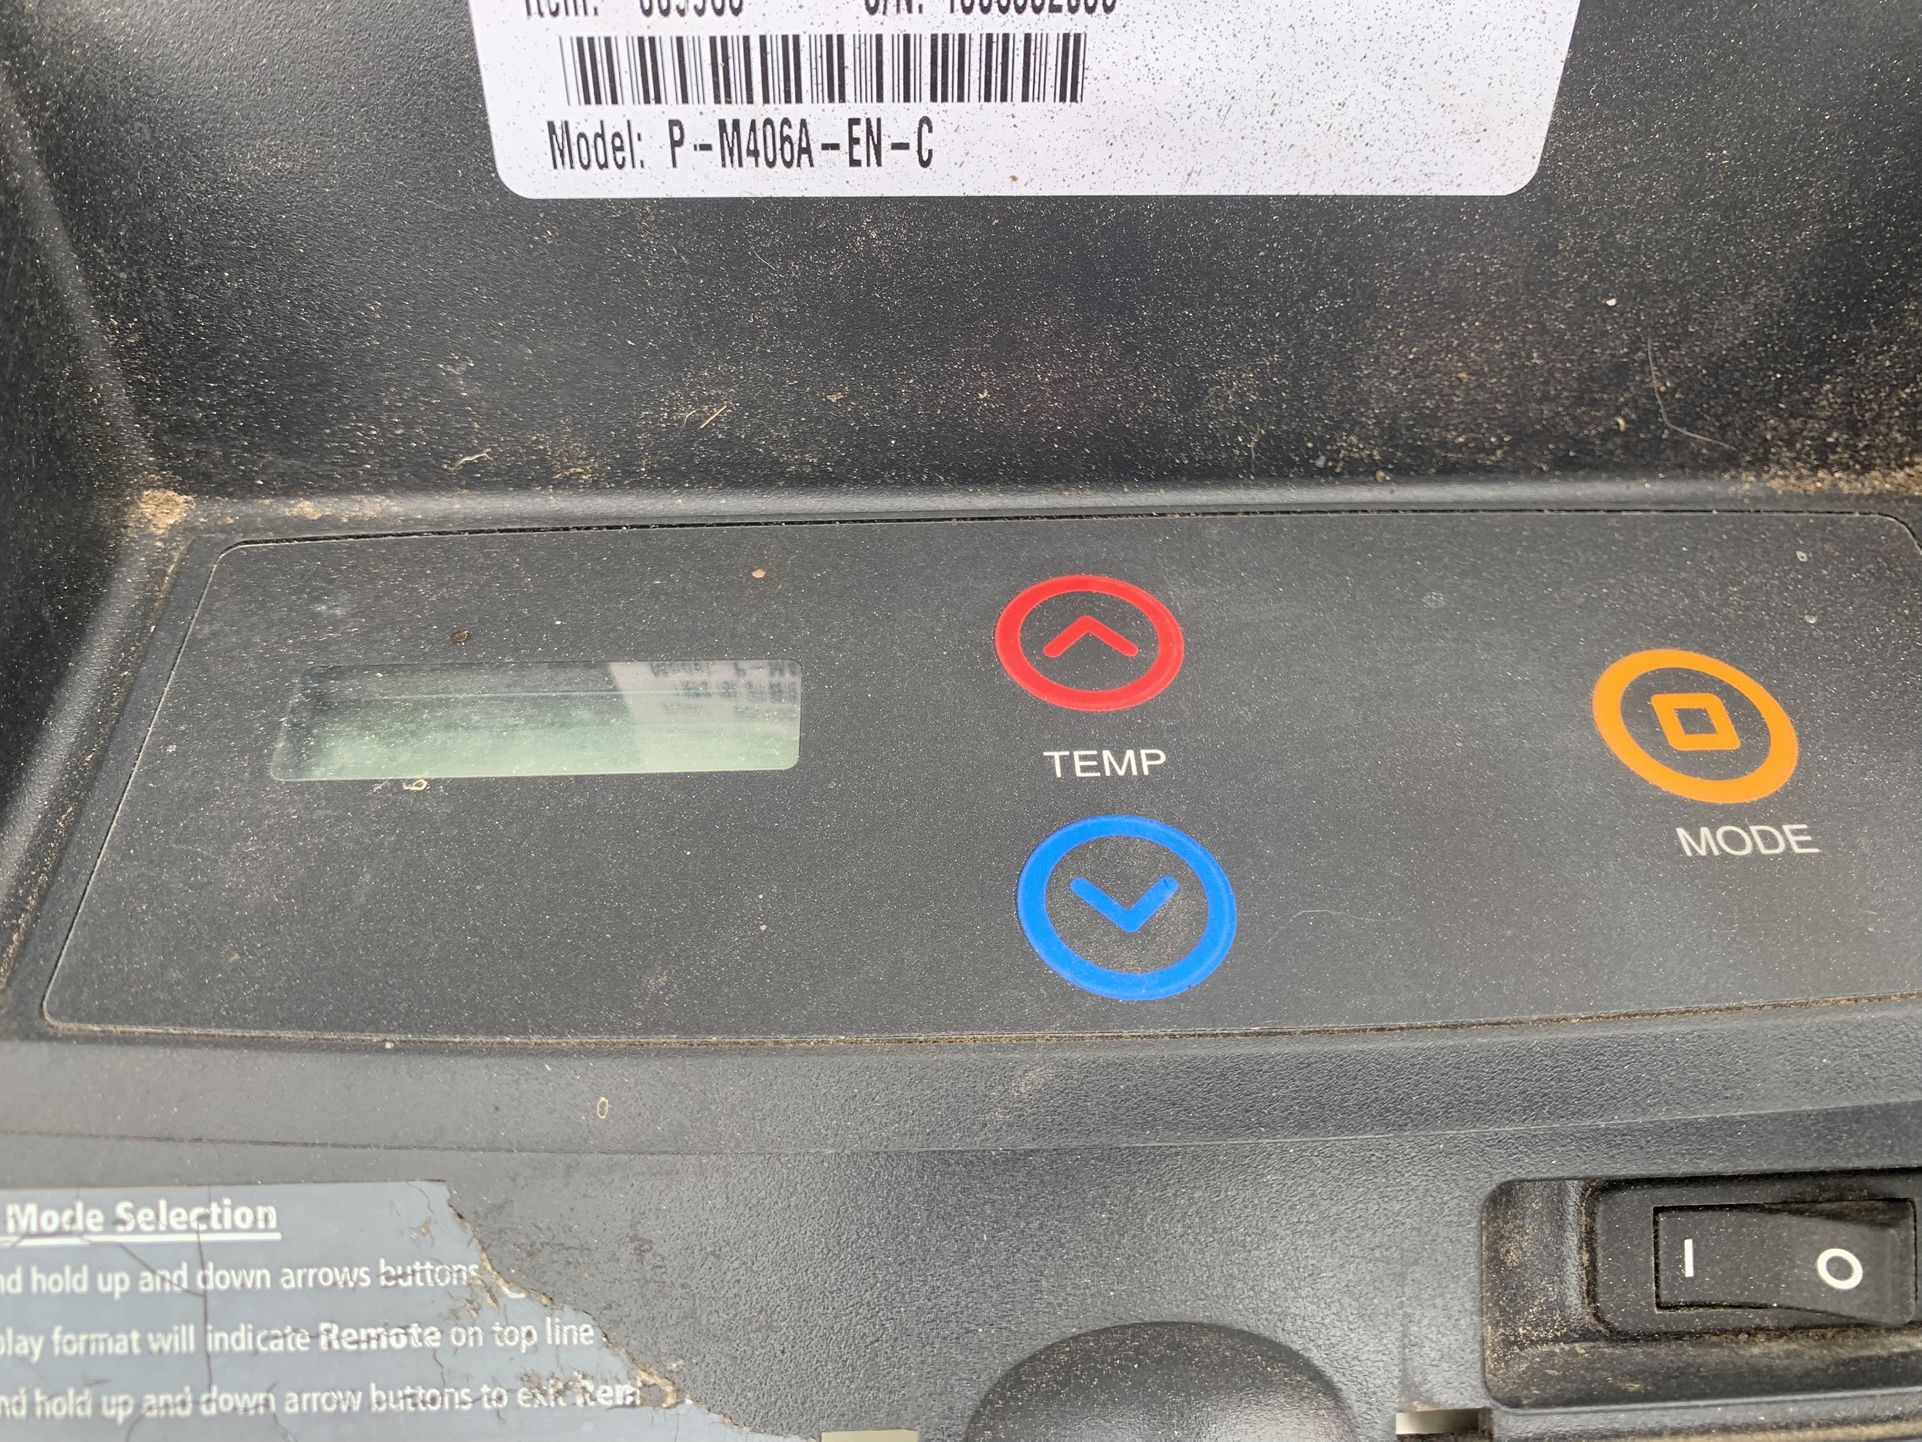 Model: P-M406A-EN-C
TEMP
MODE
Mode Selection
nd hold up and down arrows buttons
play format will indicate Remote on top line
nd hold up and down arrow buttons to exit
I O